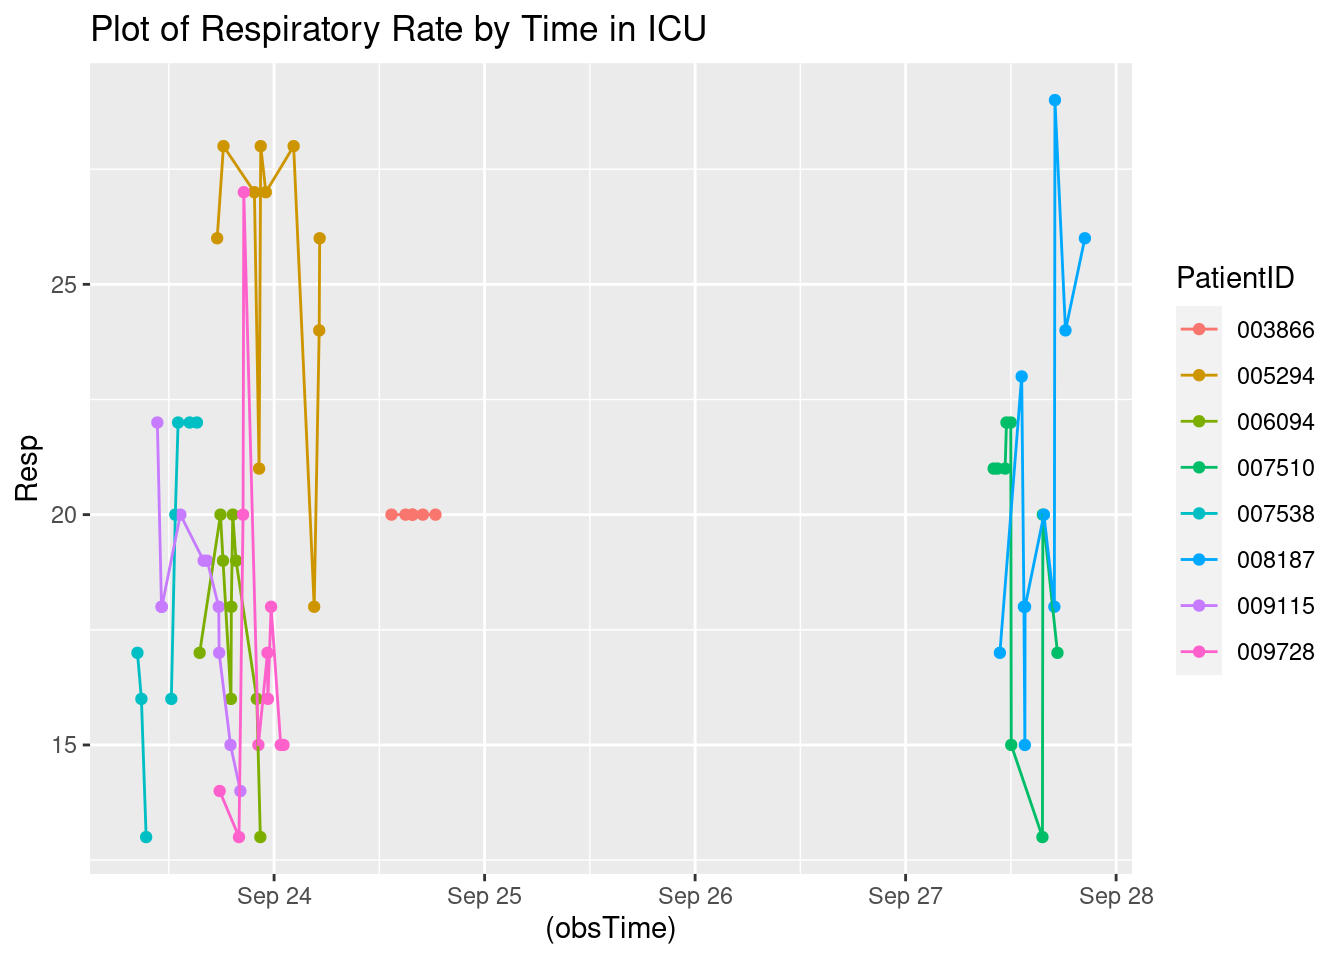 Plot of Respiratory Rate by Time in ICU
25
20
15
Resp
Sep 24 Sep 25 Sep 26 Sep 27 Sep 28
(obsTime)
PatientID
003866
005294
006094
007510
007538
008187
009115
009728